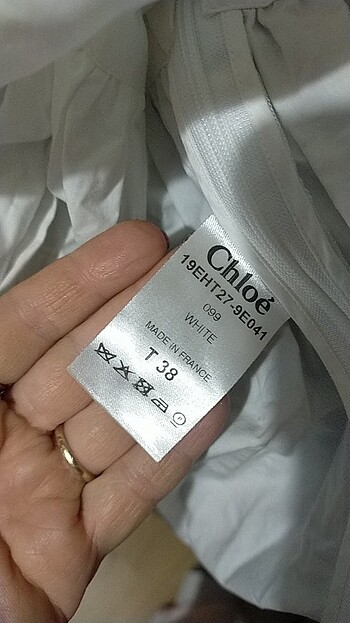 Chloé
19EHT27-9E041
099
WHITE
MADE IN FRANCE
T 38
P